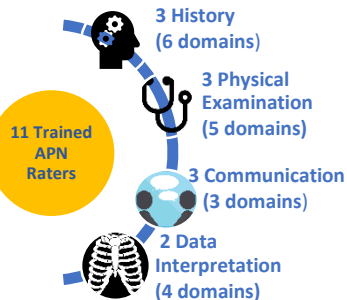 3 History
(6 domains)
3 Physical
Examination
(5 domains)
11 Trained
APN
Raters
3 Communication
(3 domains)
2 Data
Interpretation
(4 domains)